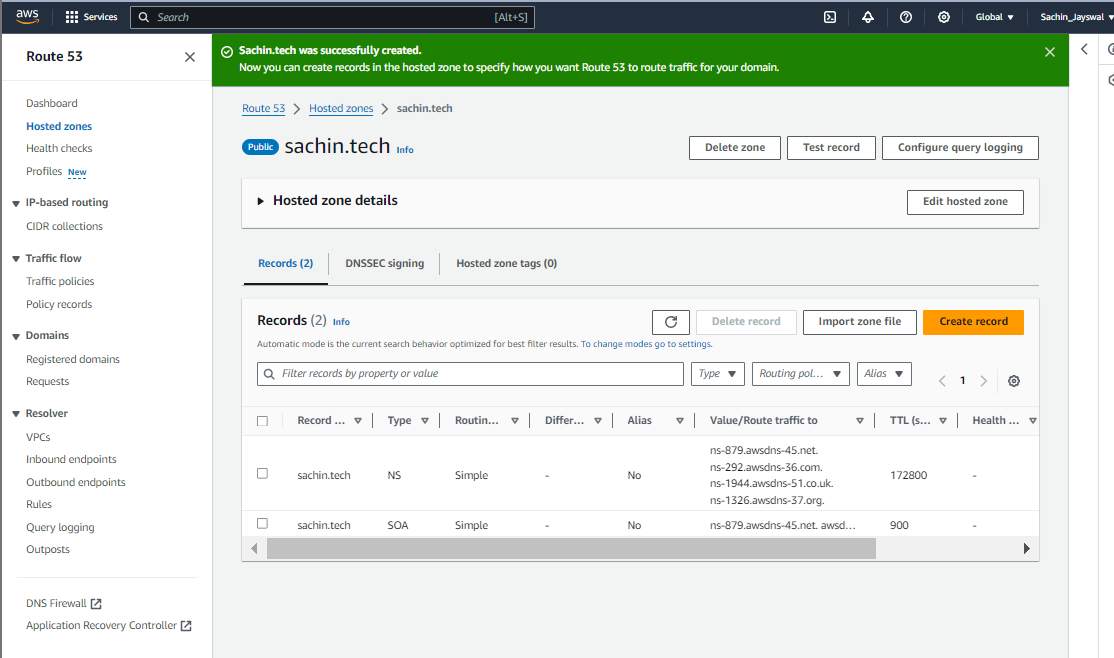 aws Services Search [Alt+S] Global Sachin_Jayswal
Route 53
Dashboard
Hosted zones
Health checks
Profiles New
IP-based routing
CIDR collections
Traffic flow
Traffic policies
Policy records
Domains
Registered domains
Requests
Resolver
VPCs
Inbound endpoints
Outbound endpoints
Rules
Query logging
Outposts
DNS Firewall
Application Recovery Controller
Sachin.tech was successfully created.
Now you can create records in the hosted zone to specify how you want Route 53 to route traffic for your domain.
Route 53 Hosted zones sachin.tech
Public sachin.tech Info Delete zone Test record Configure query logging
Hosted zone details Edit hosted zone
Records (2) DNSSEC signing Hosted zone tags (0)
Records (2) Info Delete record Import zone file Create record
Automatic mode is the current search behavior optimized for best filter results. To change modes go to settings.
Filter records by property or value Type Routing pol... Alias 1
Record ... Type Routin... Differ... Alias Value/Route traffic to TTL (s... Health ...
ns-879.awsdns-45.net.
ns-292.awsdns-36.com.
sachin.tech NS Simple - No 172800 -
ns-1944.awsdns-51.co.uk.
ns-1326.awsdns-37.org.
sachin.tech SOA Simple - No ns-879.awsdns-45.net. awsd... 900 -